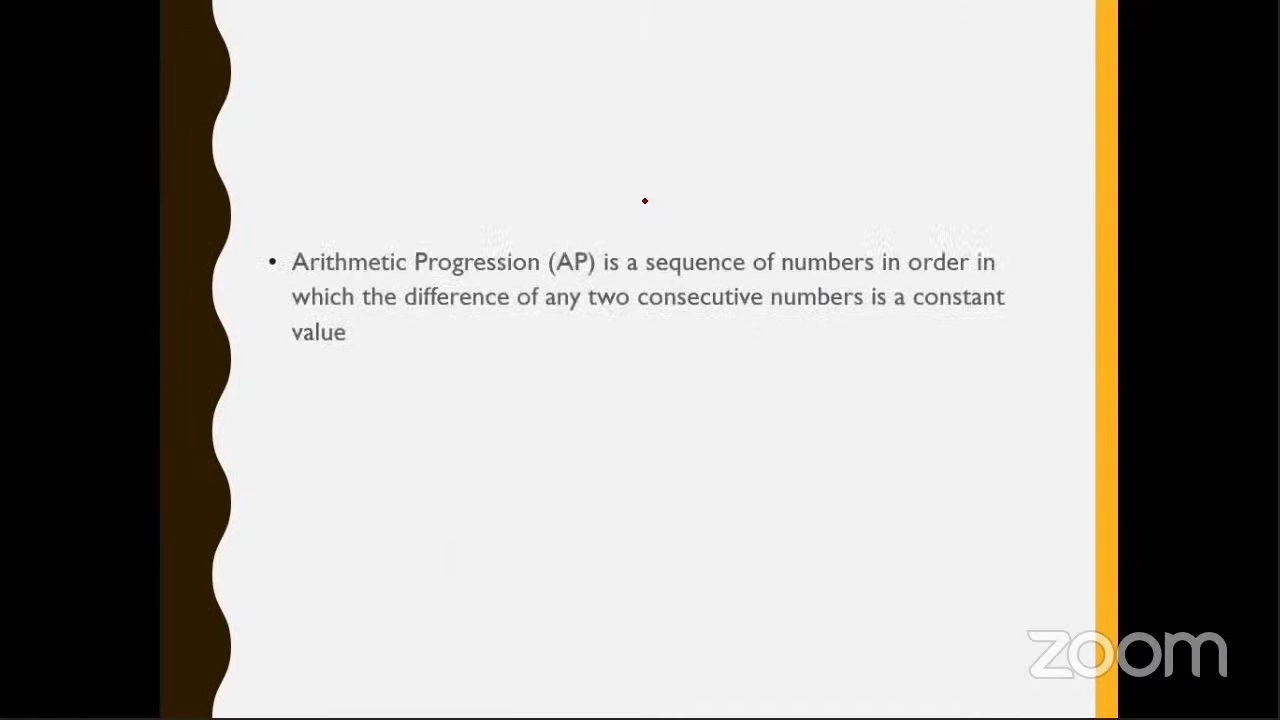 • Arithmetic Progression (AP) is a sequence of numbers in order in
which the difference of any two consecutive numbers is a constant
value
zoom